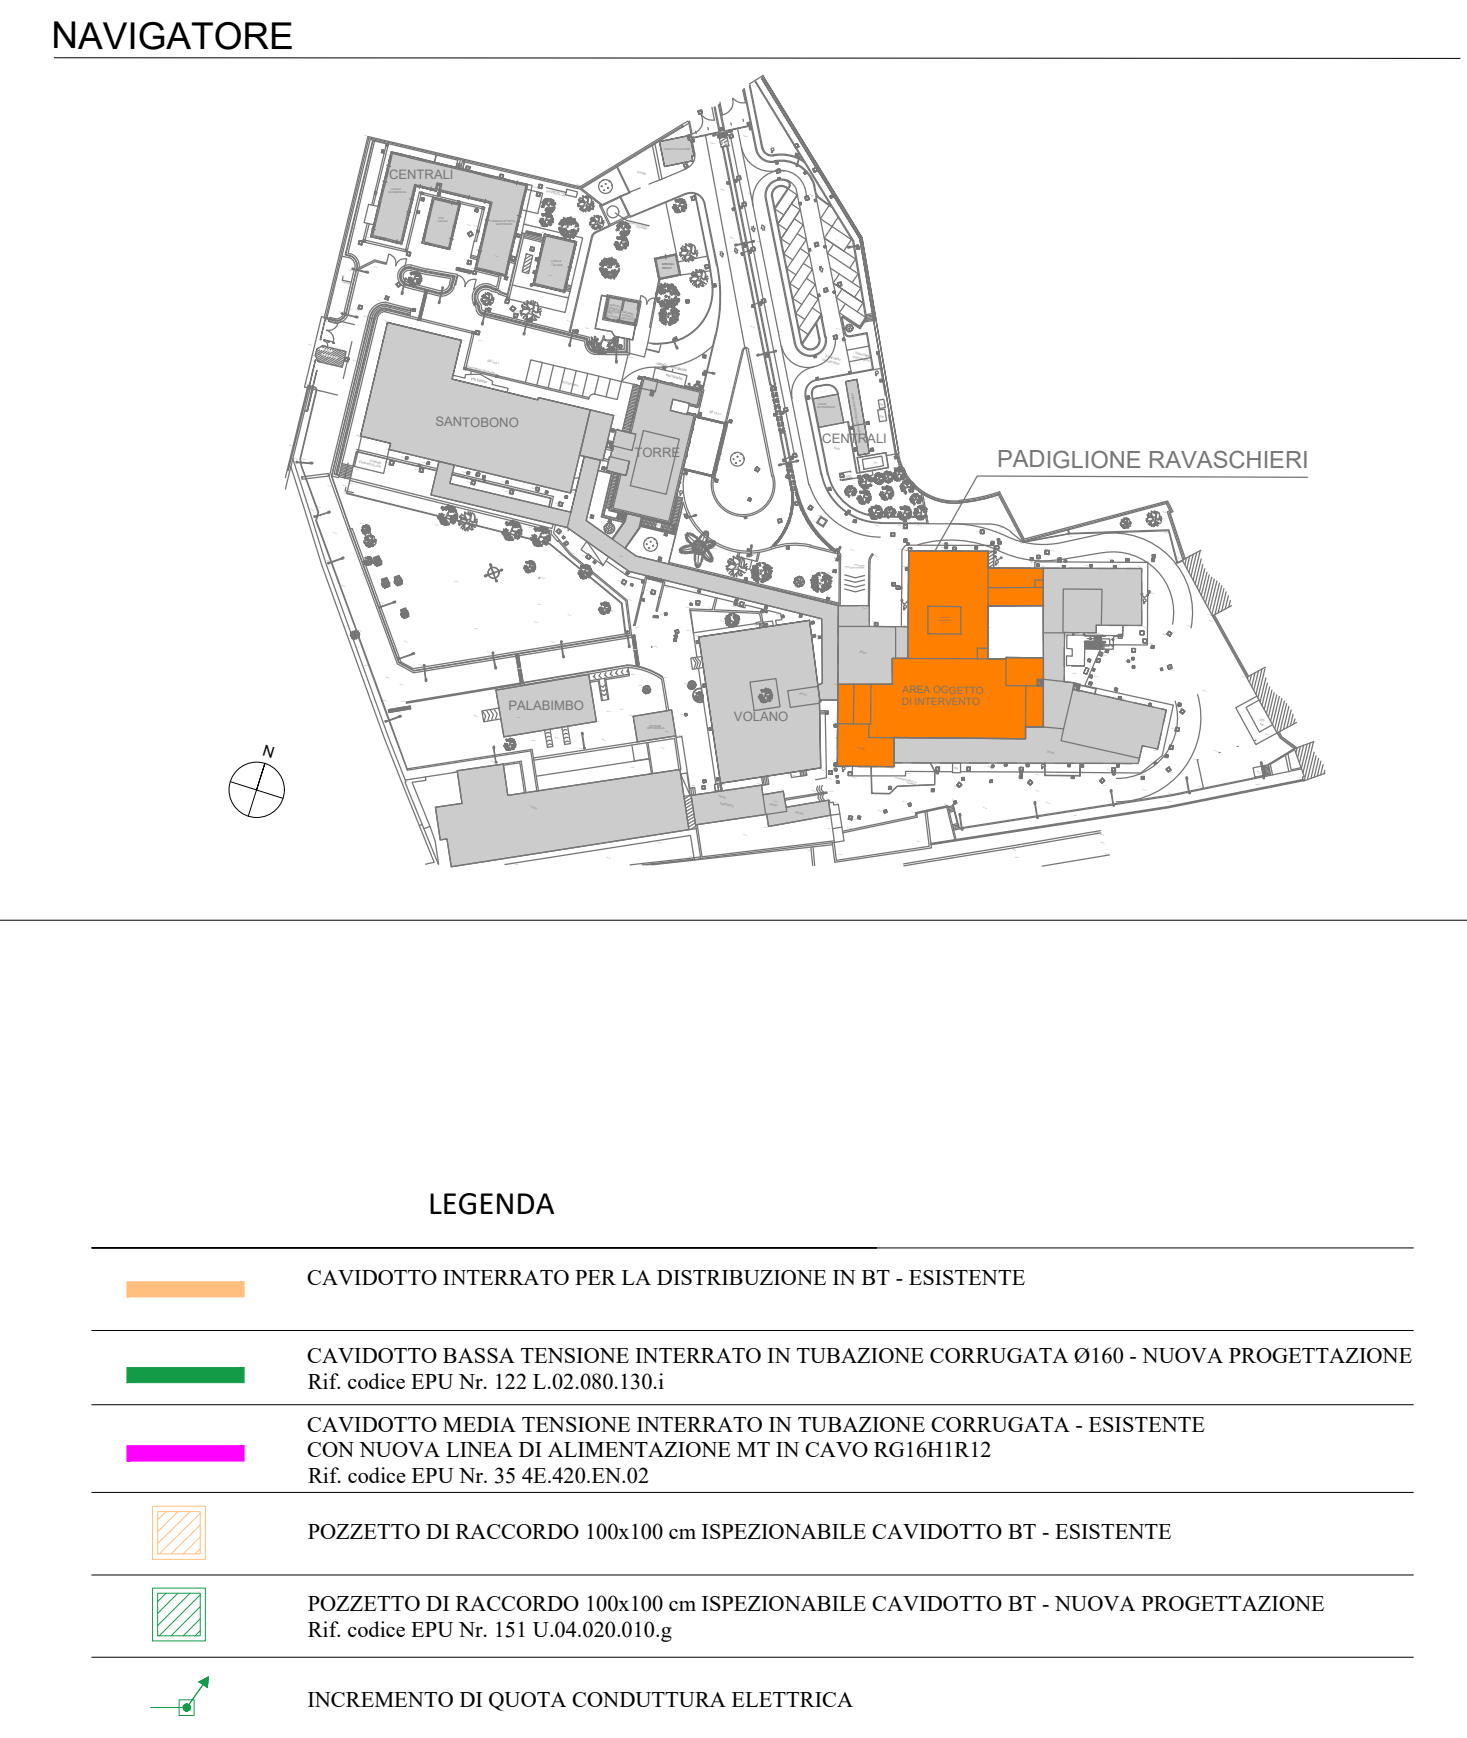 NAVIGATORE
CENTRALI
SANTOBONO
TORRE
CENTRALI
PADIGLIONE RAVASCHIERI
AREA OGGETTO
DI INTERVENTO
PALABIMBO
VOLANO
N
LEGENDA
CAVIDOTTO INTERRATO PER LA DISTRIBUZIONE IN BT - ESISTENTE
CAVIDOTTO BASSA TENSIONE INTERRATO IN TUBAZIONE CORRUGATA Ø160 - NUOVA PROGETTAZIONE
Rif. codice EPU Nr. 122 L.02.080.130.i
CAVIDOTTO MEDIA TENSIONE INTERRATO IN TUBAZIONE CORRUGATA - ESISTENTE
CON NUOVA LINEA DI ALIMENTAZIONE MT IN CAVO RG16H1R12
Rif. codice EPU Nr. 35 4E.420.EN.02
POZZETTO DI RACCORDO 100x100 cm ISPEZIONABILE CAVIDOTTO BT - ESISTENTE
POZZETTO DI RACCORDO 100x100 cm ISPEZIONABILE CAVIDOTTO BT - NUOVA PROGETTAZIONE
Rif. codice EPU Nr. 151 U.04.020.010.g
INCREMENTO DI QUOTA CONDUTTURA ELETTRICA